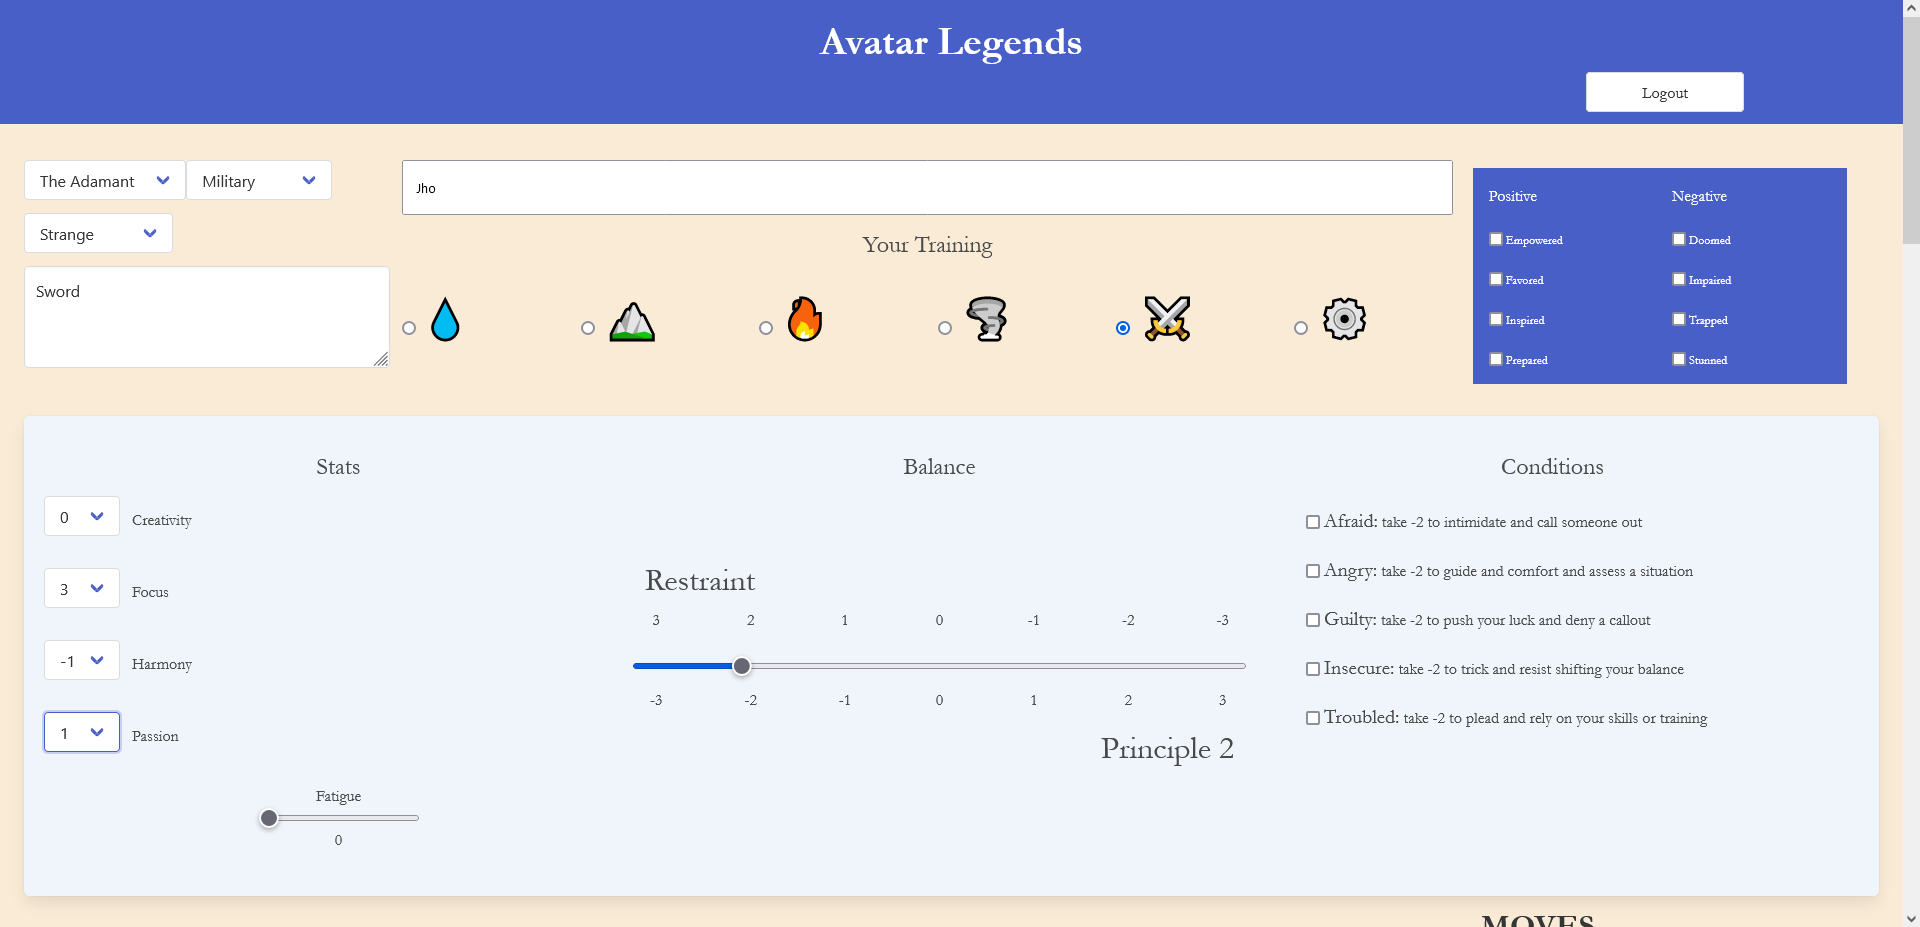 Avatar Legends
Logout
The Adamant
Military
Strange
Sword
Jho
Your Training
Positive
Negative
Empowered
Doomed
Favored
Impaired
Inspired
Trapped
Prepared
Stunned
Stats
0 Creativity
3 Focus
-1 Harmony
1 Passion
Fatigue
0
Balance
Restraint
3 2 1 0 -1 -2 -3
-3 -2 -1 0 1 2 3
Principle 2
Conditions
Afraid: take -2 to intimidate and call someone out
Angry: take -2 to guide and comfort and assess a situation
Guilty: take -2 to push your luck and deny a callout
Insecure: take -2 to trick and resist shifting your balance
Troubled: take -2 to plead and rely on your skills or training
MOVES